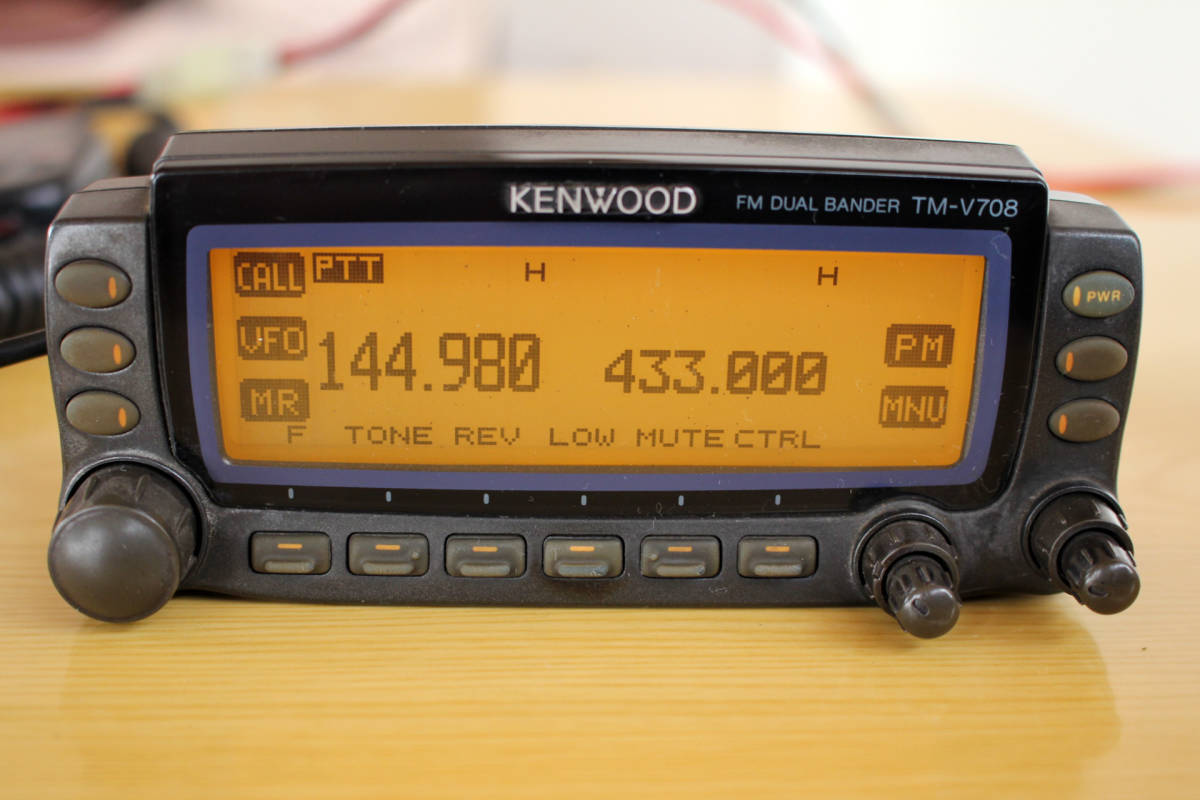 KENWOOD FM DUAL BANDER TM-V708
CALL PTT H H
PWR
VFO 144.980 433.000 PM
MR MNU
F TONE REV LOW MUTE CTRL